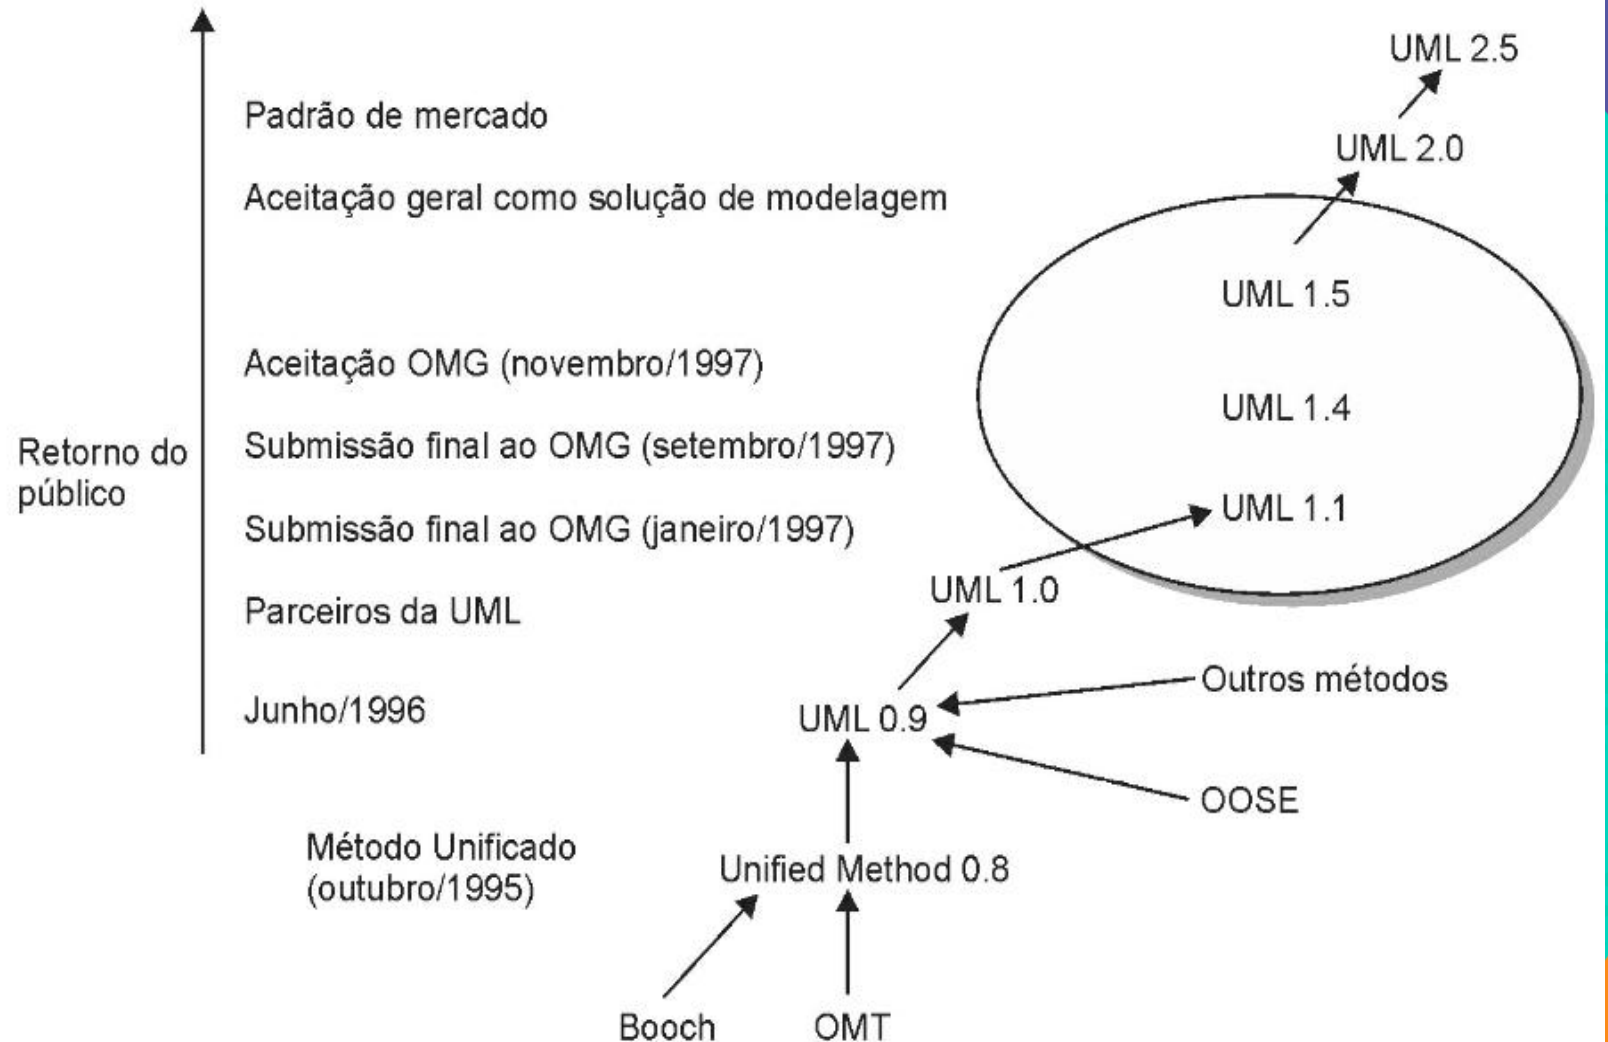 UML 2.5
Padrão de mercado
UML 2.0
Aceitação geral como solução de modelagem
UML 1.5
Aceitação OMG (novembro/1997)
UML 1.4
Retorno do
público
Submissão final ao OMG (setembro/1997)
UML 1.1
Submissão final ao OMG (janeiro/1997)
UML 1.0
Parceiros da UML
Outros métodos
Junho/1996
UML 0.9
OOSE
Método Unificado
(outubro/1995)
Unified Method 0.8
Booch
OMT